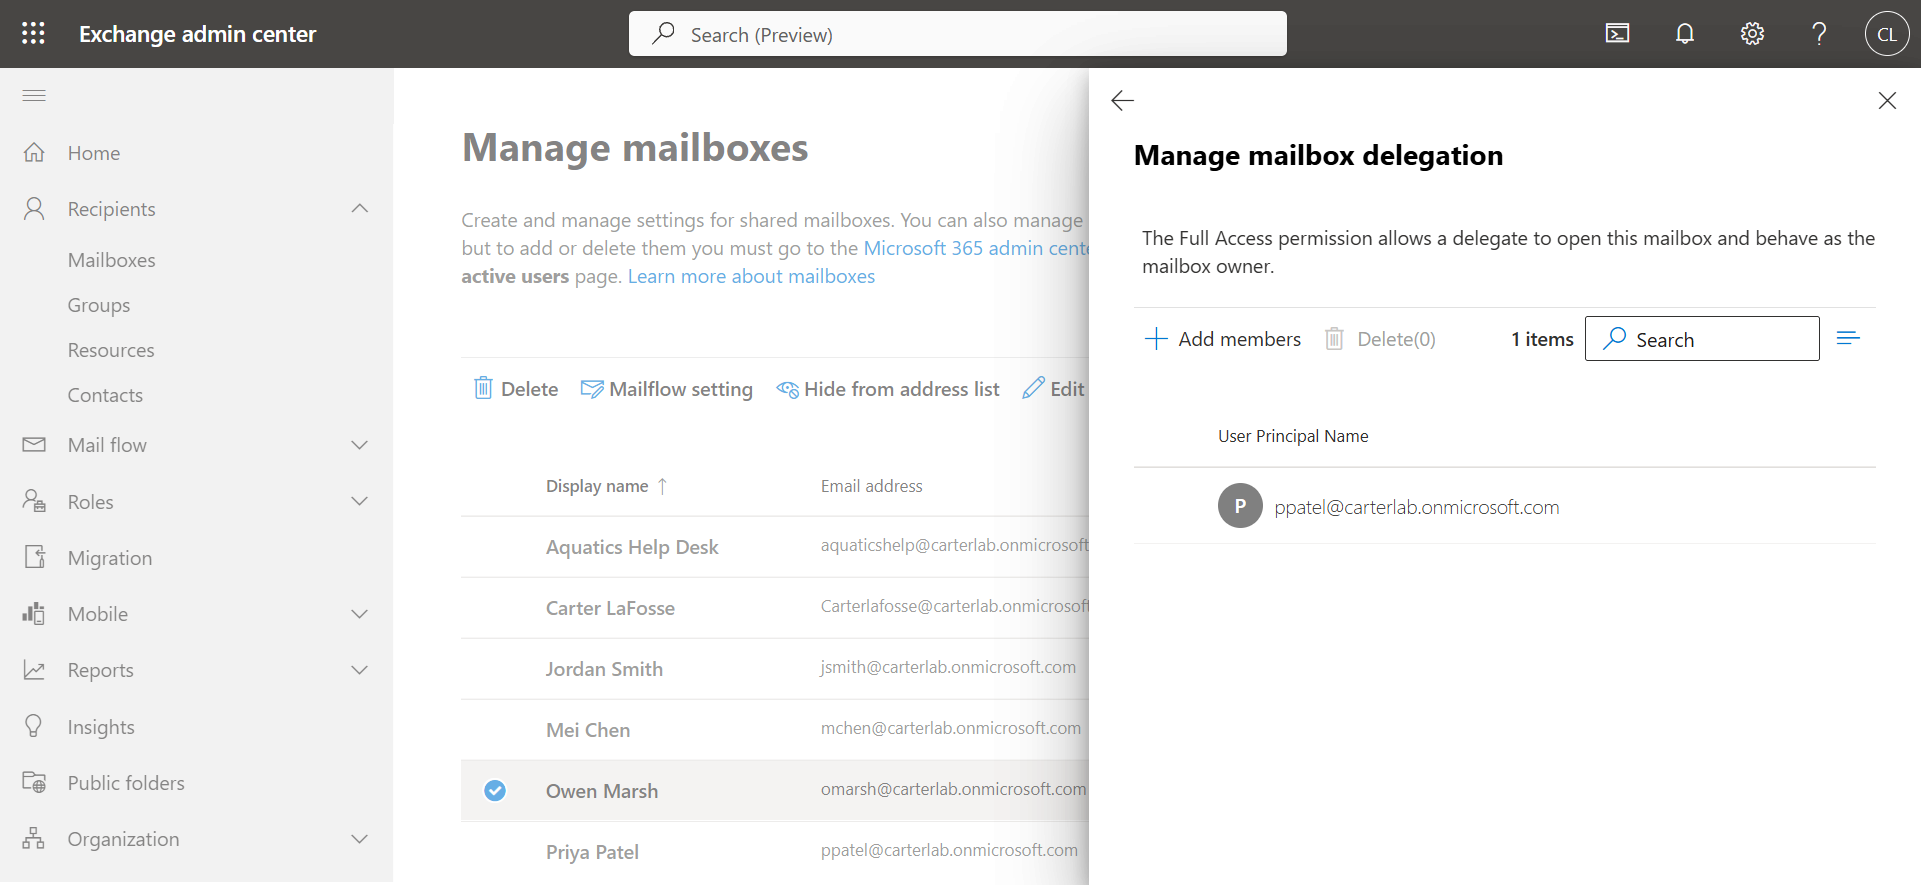 Exchange admin center
Search (Preview)
CL
Home
Recipients
Mailboxes
Groups
Resources
Contacts
Mail flow
Roles
Migration
Mobile
Reports
Insights
Public folders
Organization
Manage mailboxes
Create and manage settings for shared mailboxes. You can also manage
but to add or delete them you must go to the Microsoft 365 admin cente
active users page. Learn more about mailboxes
Delete Mailflow setting Hide from address list Edit
Display name ↑ Email address
Aquatics Help Desk aquaticshelp@carterlab.onmicrosoft
Carter LaFosse Carterlafosse@carterlab.onmicrosoft
Jordan Smith jsmith@carterlab.onmicrosoft.com
Mei Chen mchen@carterlab.onmicrosoft.com
Owen Marsh omarsh@carterlab.onmicrosoft.com
Priya Patel ppatel@carterlab.onmicrosoft.com
Manage mailbox delegation
The Full Access permission allows a delegate to open this mailbox and behave as the
mailbox owner.
Add members Delete(0) 1 items Search
User Principal Name
P ppatel@carterlab.onmicrosoft.com